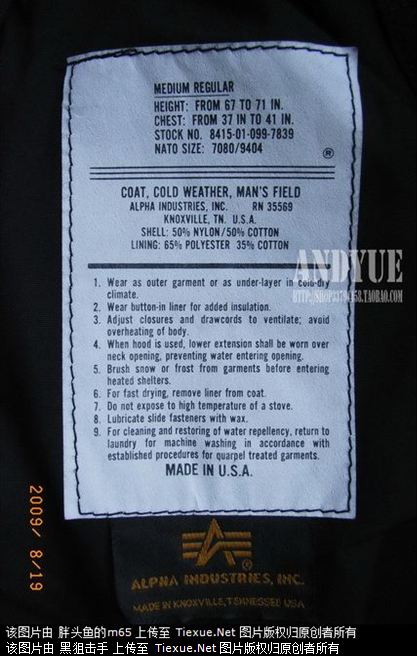 MEDIUM REGULAR
HEIGHT: FROM 67 TO 71 IN.
CHEST: FROM 37 IN TO 41 IN.
STOCK NO. 8415-01-099-7839
NATO SIZE: 7080/9404
®
COAT, COLD WEATHER, MAN'S FIELD
ALPHA INDUSTRIES, INC. RN 35569
KNOXVILLE, TN. U.S.A.
SHELL: 50% NYLON/50% COTTON
LINING: 65% POLYESTER 35% COTTON
ANDYUE
1. Wear as outer garment or as under-layer in cold-dry
climate.
2. Wear button-in liner for added insulation.
3. Adjust closures and drawcords to ventilate; avoid
overheating of body.
4. When hood is used, lower extension shall be worn over
neck opening, preventing water entering opening.
5. Brush snow or frost from garments before entering
heated shelters.
6. For fast drying, remove liner from coat.
7. Do not expose to high temperature of a stove.
8. Lubricate slide fasteners with wax.
9. For cleaning and restoring of water repellency, return to
laundry for machine washing in accordance with
established procedures for quarpel treated garments.
MADE IN U.S.A.
2009/ 8/19
ALPHA INDUSTRIES, INC.
MADE IN KNOXVILLE, TENNESSEE USA
该图片由 胖头鱼的m65 上传至 Tiexue.Net 图片版权归原创者所有
该图片由 黑狙击手 上传至 Tiexue.Net 图片版权归原创者所有